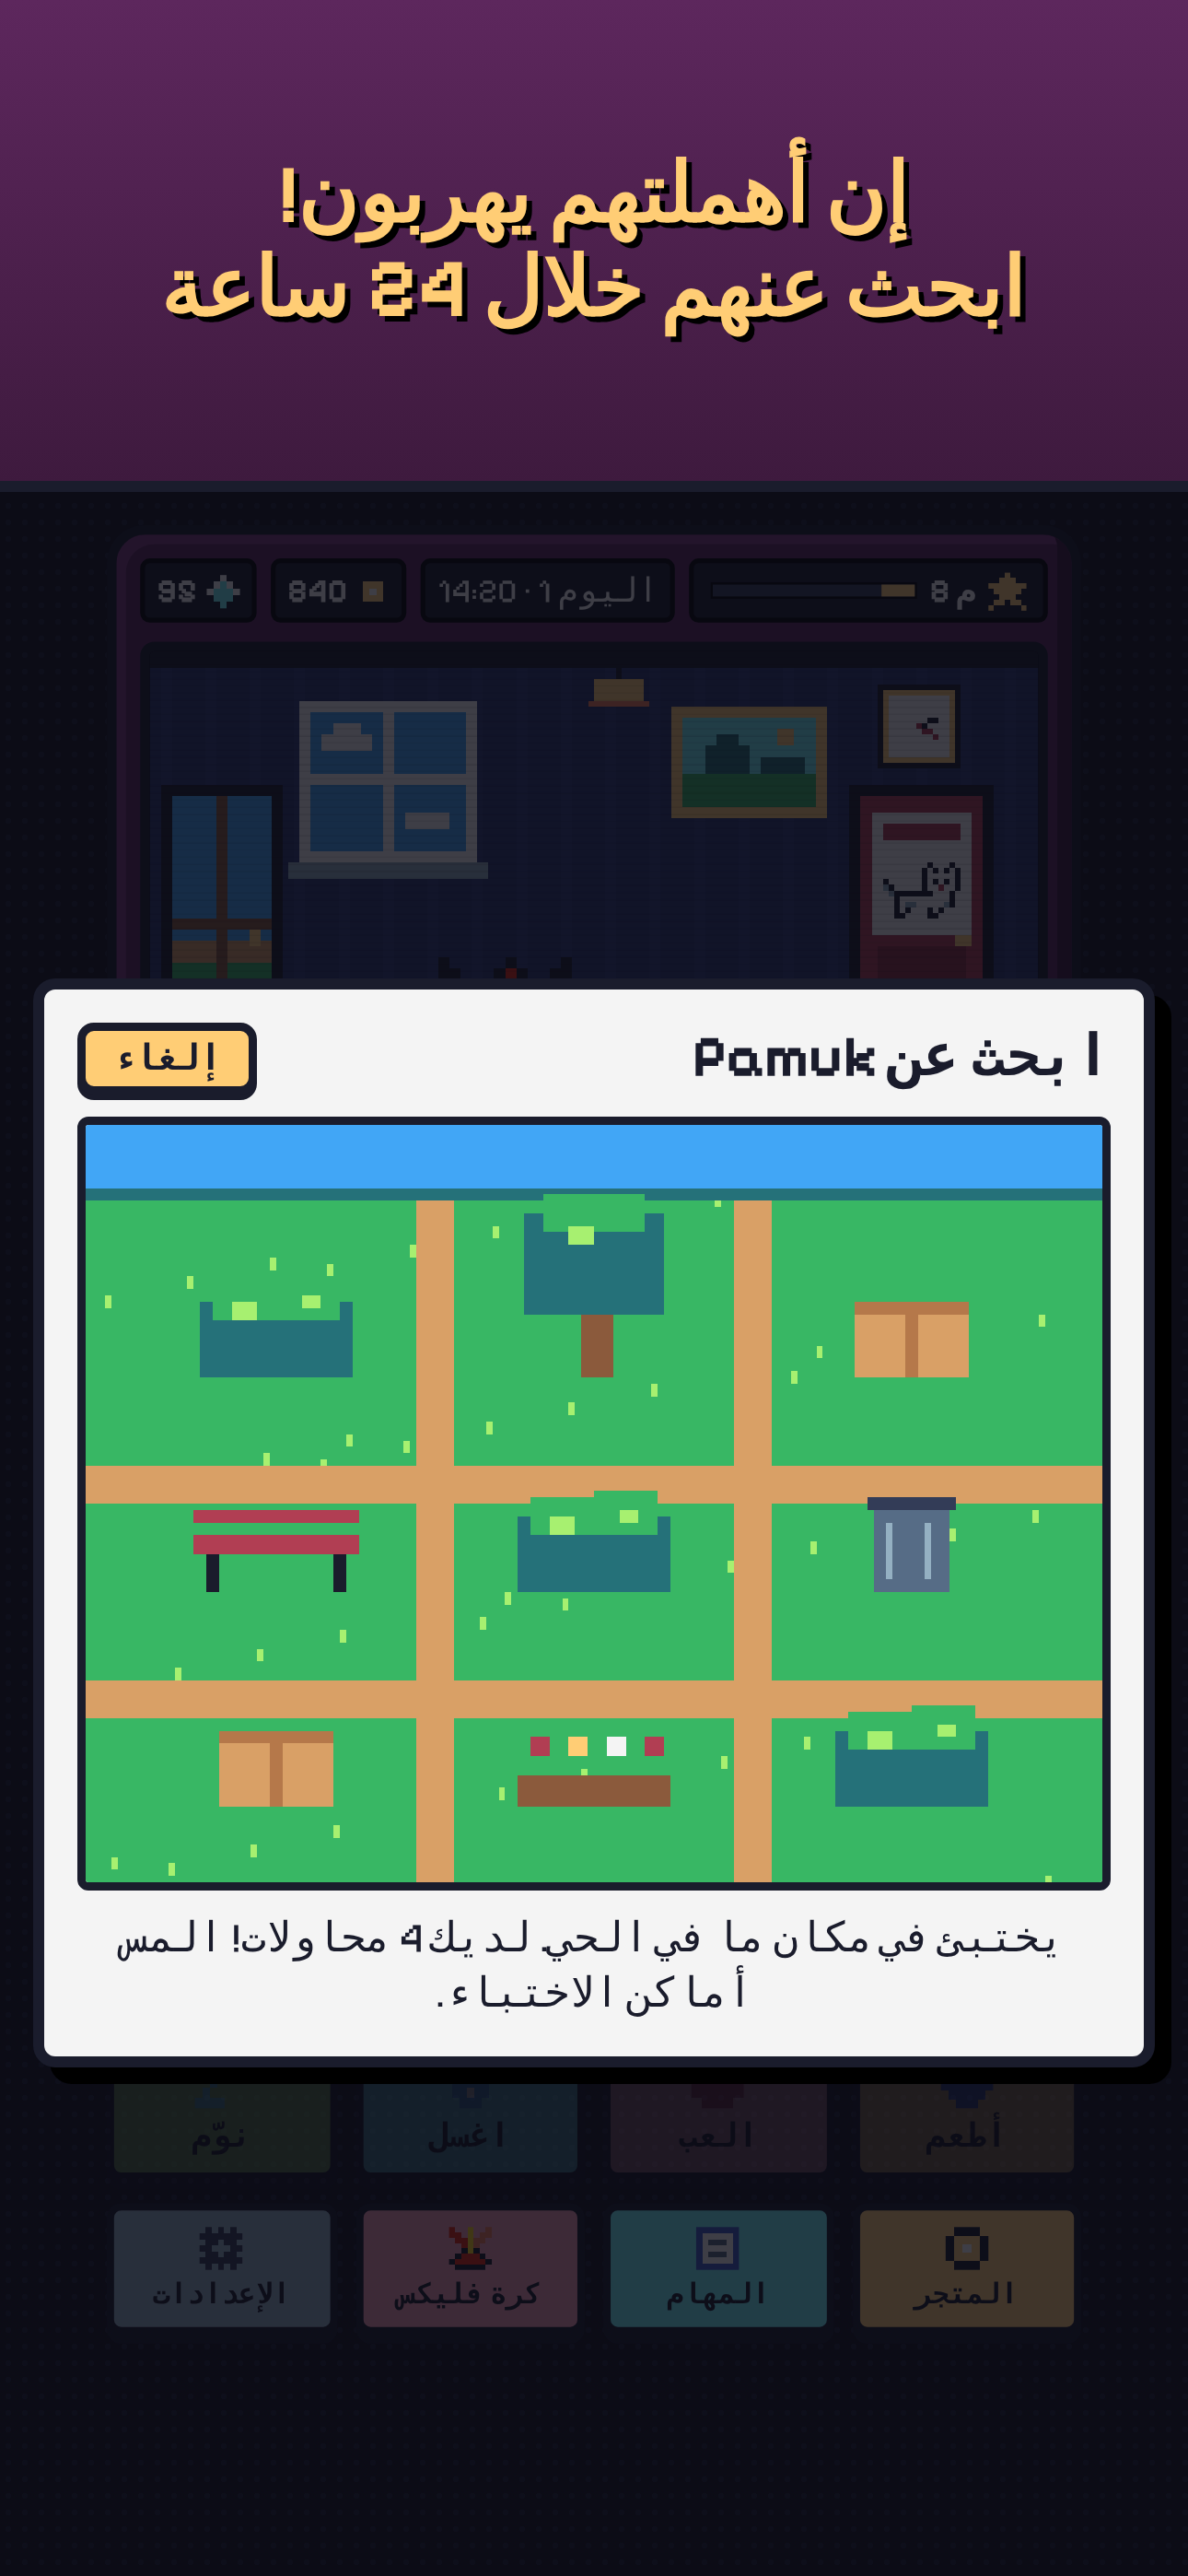 إن أهملتهم يهربون!
ابحث عنهم خلال 24 ساعة
م 8
اليوم 1 · 14:20
840
98
ابحث عن Pamuk
إلغاء
يختبئ في مكان ما في الحي. لديك 4 محاولات! المس
أماكن الاختباء.
أطعم
العب
اغسل
نوّم
المتجر
المهام
كرة فليكس
الإعدادات